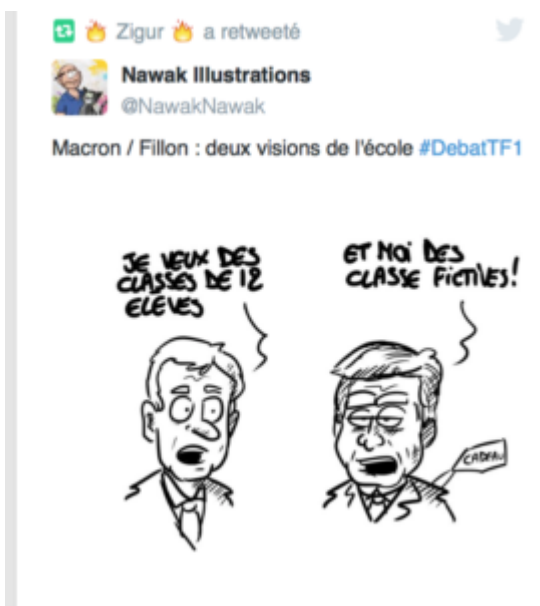 Zigur a retweeté
Nawak Illustrations
@NawakNawak
Macron / Fillon : deux visions de l'école #DebatTF1
JE VEUX DES
CLASSES DE 12
ELEVES
ET MOI DES
CLASSE FICTIVES!
CADEAU